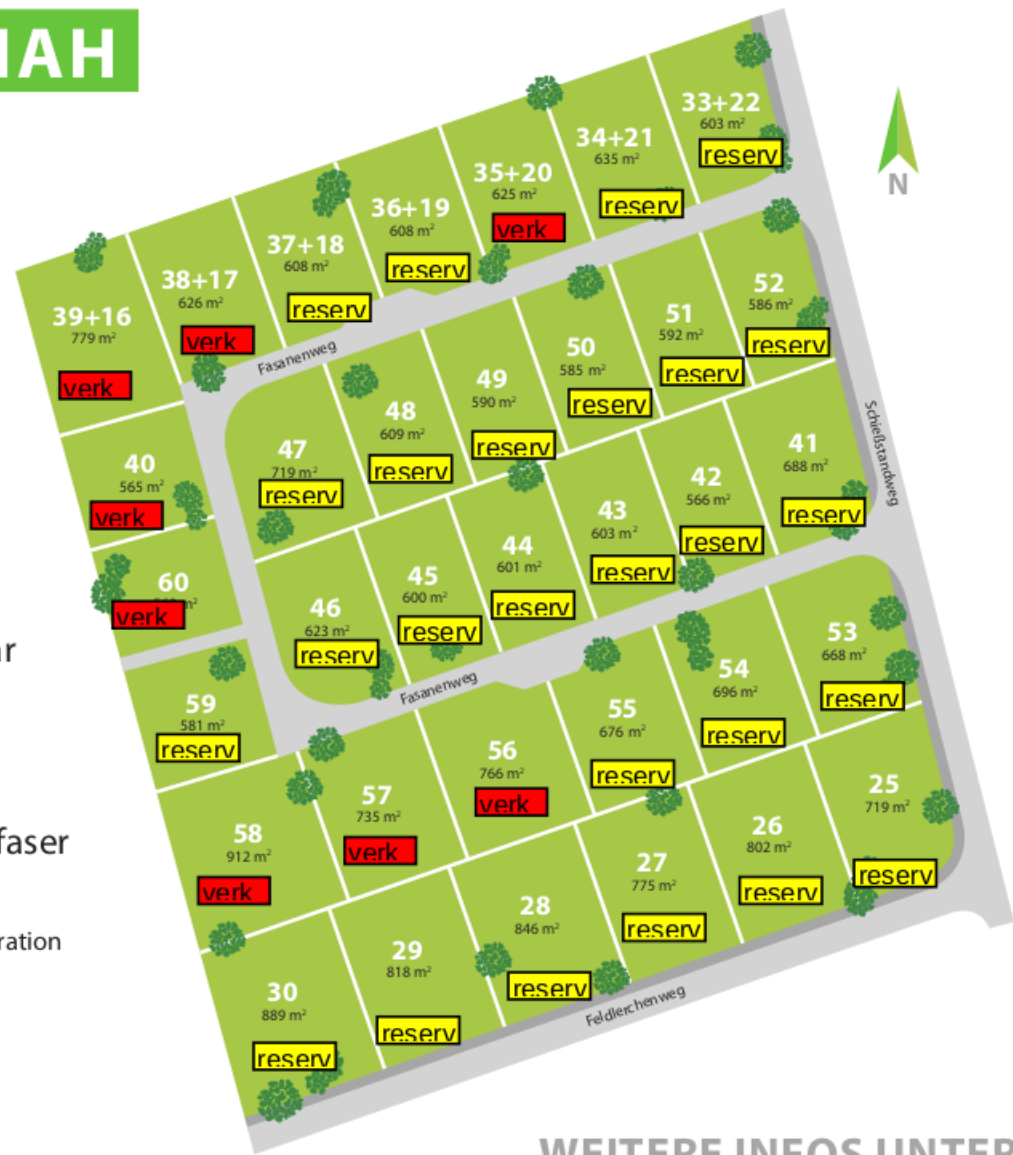 IAH
33+22
603 m²
reserv
34+21
635 m²
reserv
35+20
625 m²
verk
36+19
608 m²
reserv
37+18
608 m²
reserv
38+17
626 m²
verk
39+16
779 m²
verk
N
Fasanenweg
52
586 m²
reserv
51
592 m²
reserv
50
585 m²
reserv
49
590 m²
reserv
48
609 m²
reserv
47
719 m²
reserv
40
565 m²
verk
Schießstandweg
41
688 m²
reserv
42
566 m²
reserv
43
603 m²
reserv
44
601 m²
reserv
45
600 m²
reserv
46
623 m²
reserv
60
m²
verk
Fasanenweg
59
581 m²
reserv
53
668 m²
reserv
54
696 m²
reserv
55
676 m²
reserv
56
766 m²
verk
57
735 m²
verk
58
912 m²
verk
25
719 m²
reserv
26
802 m²
reserv
27
775 m²
reserv
28
846 m²
reserv
29
818 m²
reserv
30
889 m²
reserv
Feldlerchenweg
ar
faser
ration
WEITERE INFOS UNTER